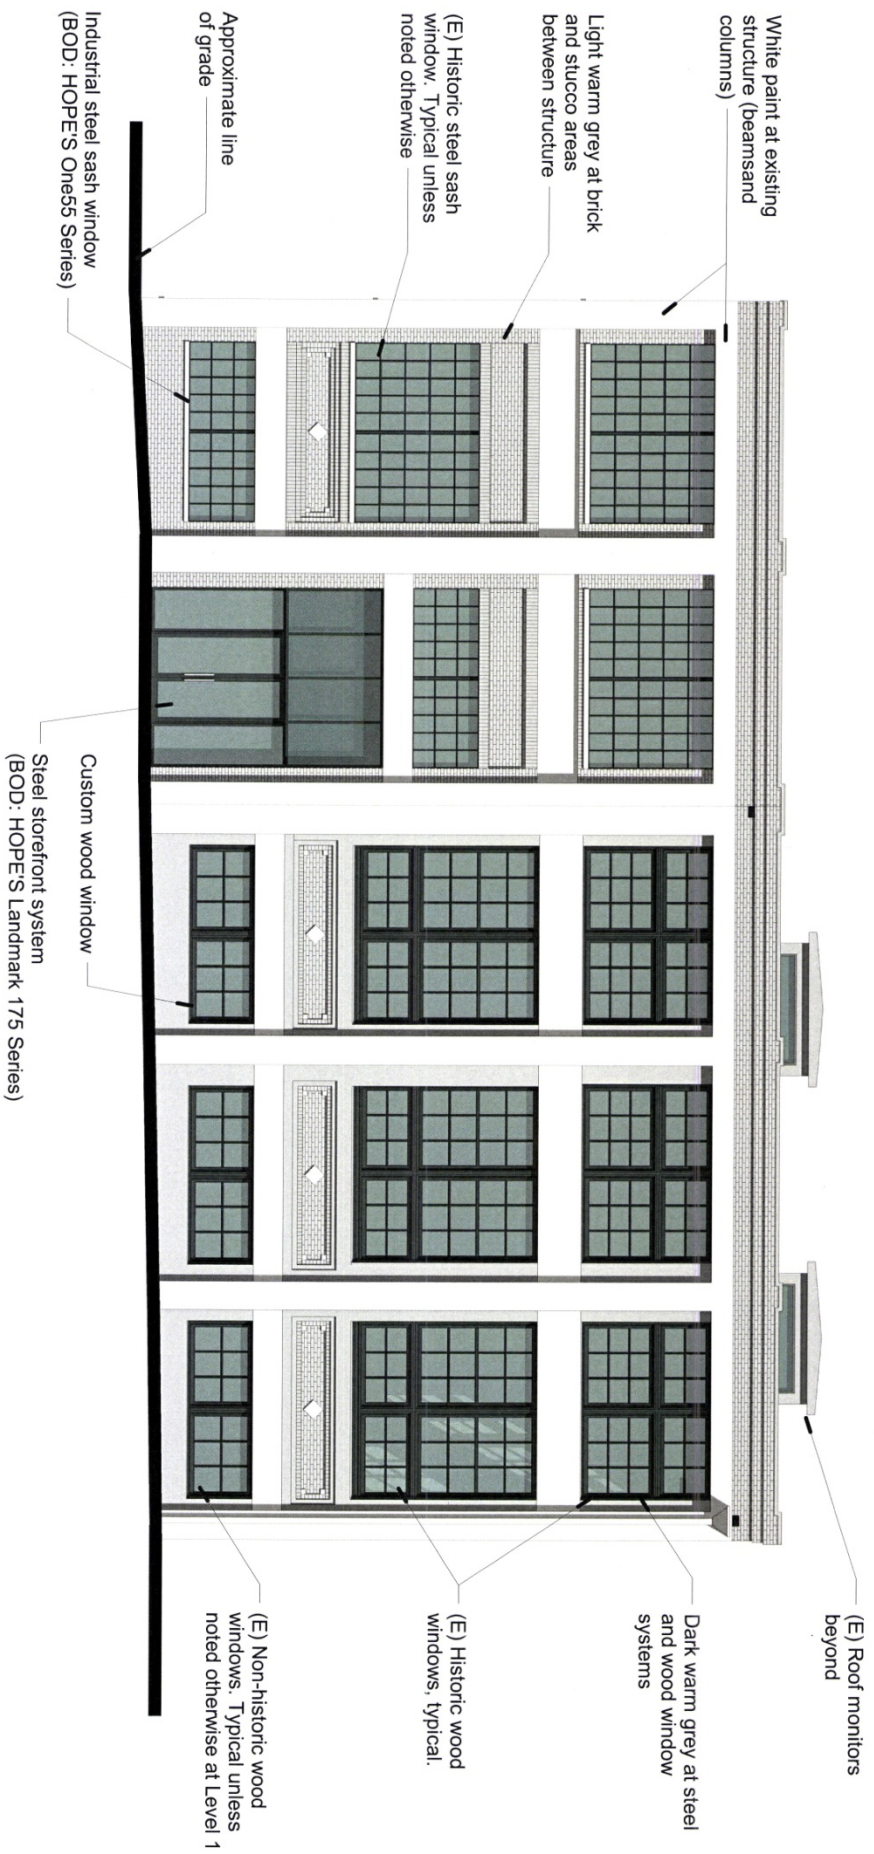 White paint at existing
structure (beamsand
columns)
Light warm grey at brick
and stucco areas
between structure
(E) Historic steel sash
window. Typical unless
noted otherwise
Approximate line
of grade
Industrial steel sash window
(BOD: HOPE'S One55 Series)
Custom wood window
Steel storefront system
(BOD: HOPE'S Landmark 175 Series)
(E) Roof monitors
beyond
Dark warm grey at steel
and wood window
systems
(E) Historic wood
windows, typical.
(E) Non-historic wood
windows. Typical unless
noted otherwise at Level 1